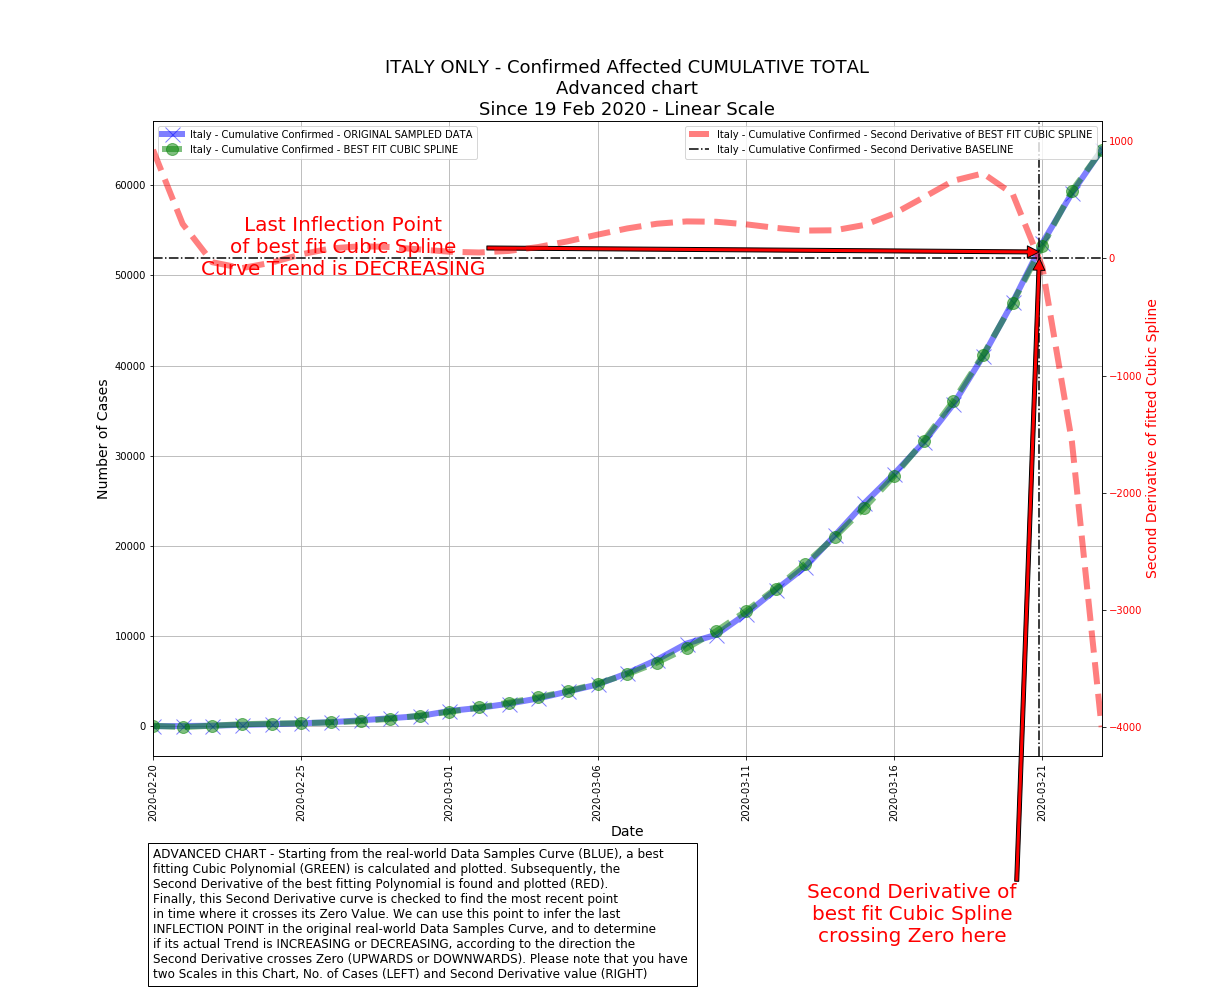 ITALY ONLY - Confirmed Affected CUMULATIVE TOTAL
Advanced chart
Since 19 Feb 2020 - Linear Scale
Italy - Cumulative Confirmed - ORIGINAL SAMPLED DATA
Italy - Cumulative Confirmed - BEST FIT CUBIC SPLINE
Italy - Cumulative Confirmed - Second Derivative of BEST FIT CUBIC SPLINE
Italy - Cumulative Confirmed - Second Derivative BASELINE
Last Inflection Point
of best fit Cubic Spline
Curve Trend is DECREASING
Number of Cases
60000
50000
40000
30000
20000
10000
0
1000
0
−1000
−2000
−3000
−4000
Second Derivative of fitted Cubic Spline
2020-02-20
2020-02-25
2020-03-01
2020-03-06
2020-03-11
2020-03-16
2020-03-21
Date
ADVANCED CHART - Starting from the real-world Data Samples Curve (BLUE), a best
fitting Cubic Polynomial (GREEN) is calculated and plotted. Subsequently, the
Second Derivative of the best fitting Polynomial is found and plotted (RED).
Finally, this Second Derivative curve is checked to find the most recent point
in time where it crosses its Zero Value. We can use this point to infer the last
INFLECTION POINT in the original real-world Data Samples Curve, and to determine
if its actual Trend is INCREASING or DECREASING, according to the direction the
Second Derivative crosses Zero (UPWARDS or DOWNWARDS). Please note that you have
two Scales in this Chart, No. of Cases (LEFT) and Second Derivative value (RIGHT)
Second Derivative of
best fit Cubic Spline
crossing Zero here